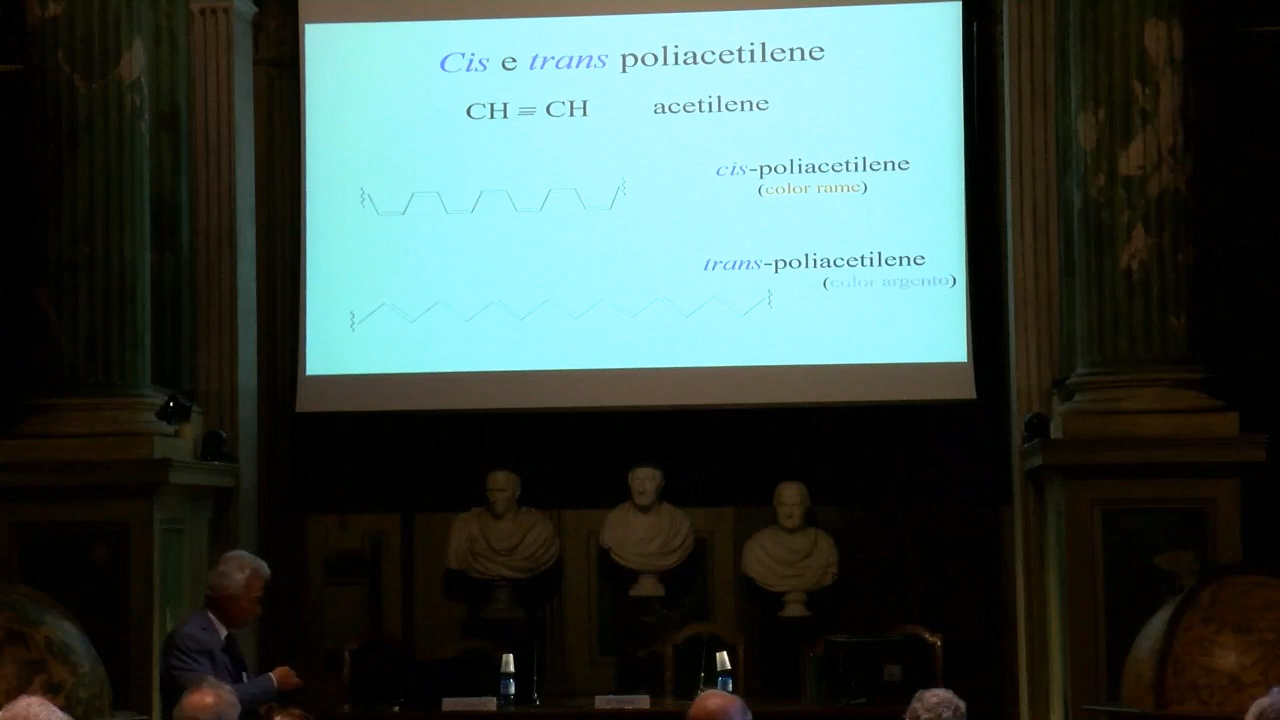 Cis e trans poliacetilene
CH ≡ CH acetilene
cis-poliacetilene
(color rame)
trans-poliacetilene
(color argento)